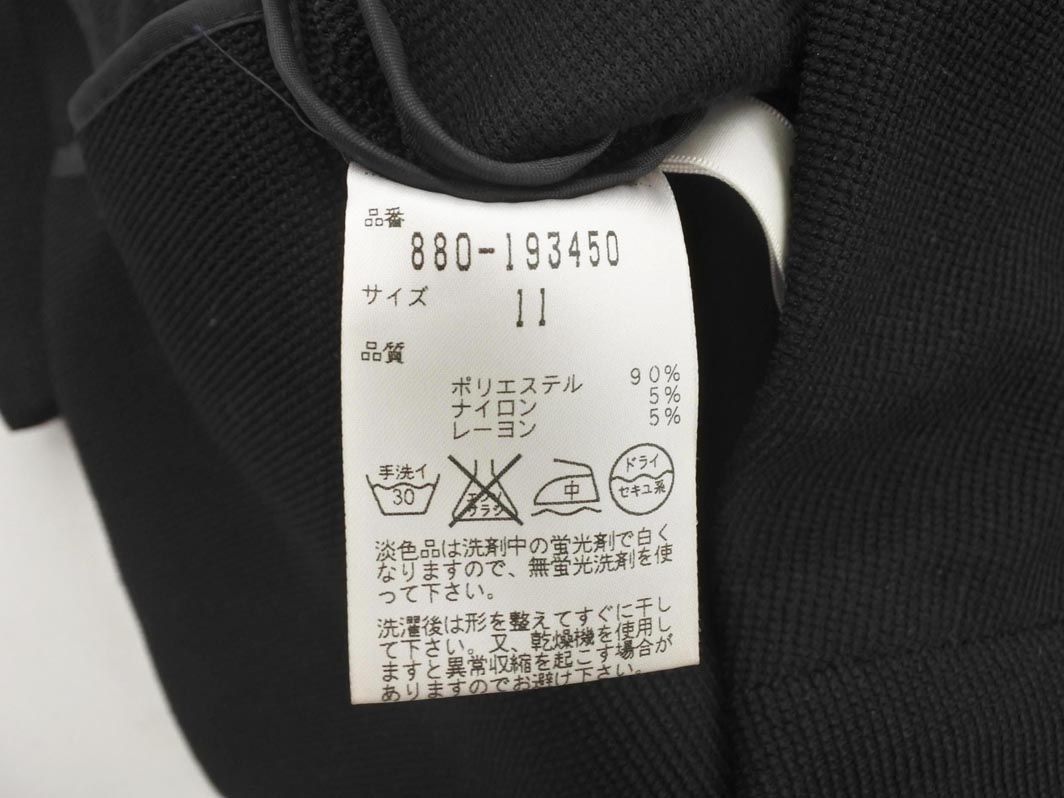 品番
880-193450
サイズ
11
品質
ポリエステル 90%
ナイロン 5%
レーヨン 5%
手洗イ
30
エンソ
サラシ
中
ドライ
セキユ系
淡色品は洗剤中の蛍光剤で白く
なりますので、無蛍光洗剤を使
って下さい。
洗濯後は形を整えてすぐに干し
て下さい。又、乾燥機を使用し
ますと異常収縮を起こす場合が
ありますのでお避け下さい。